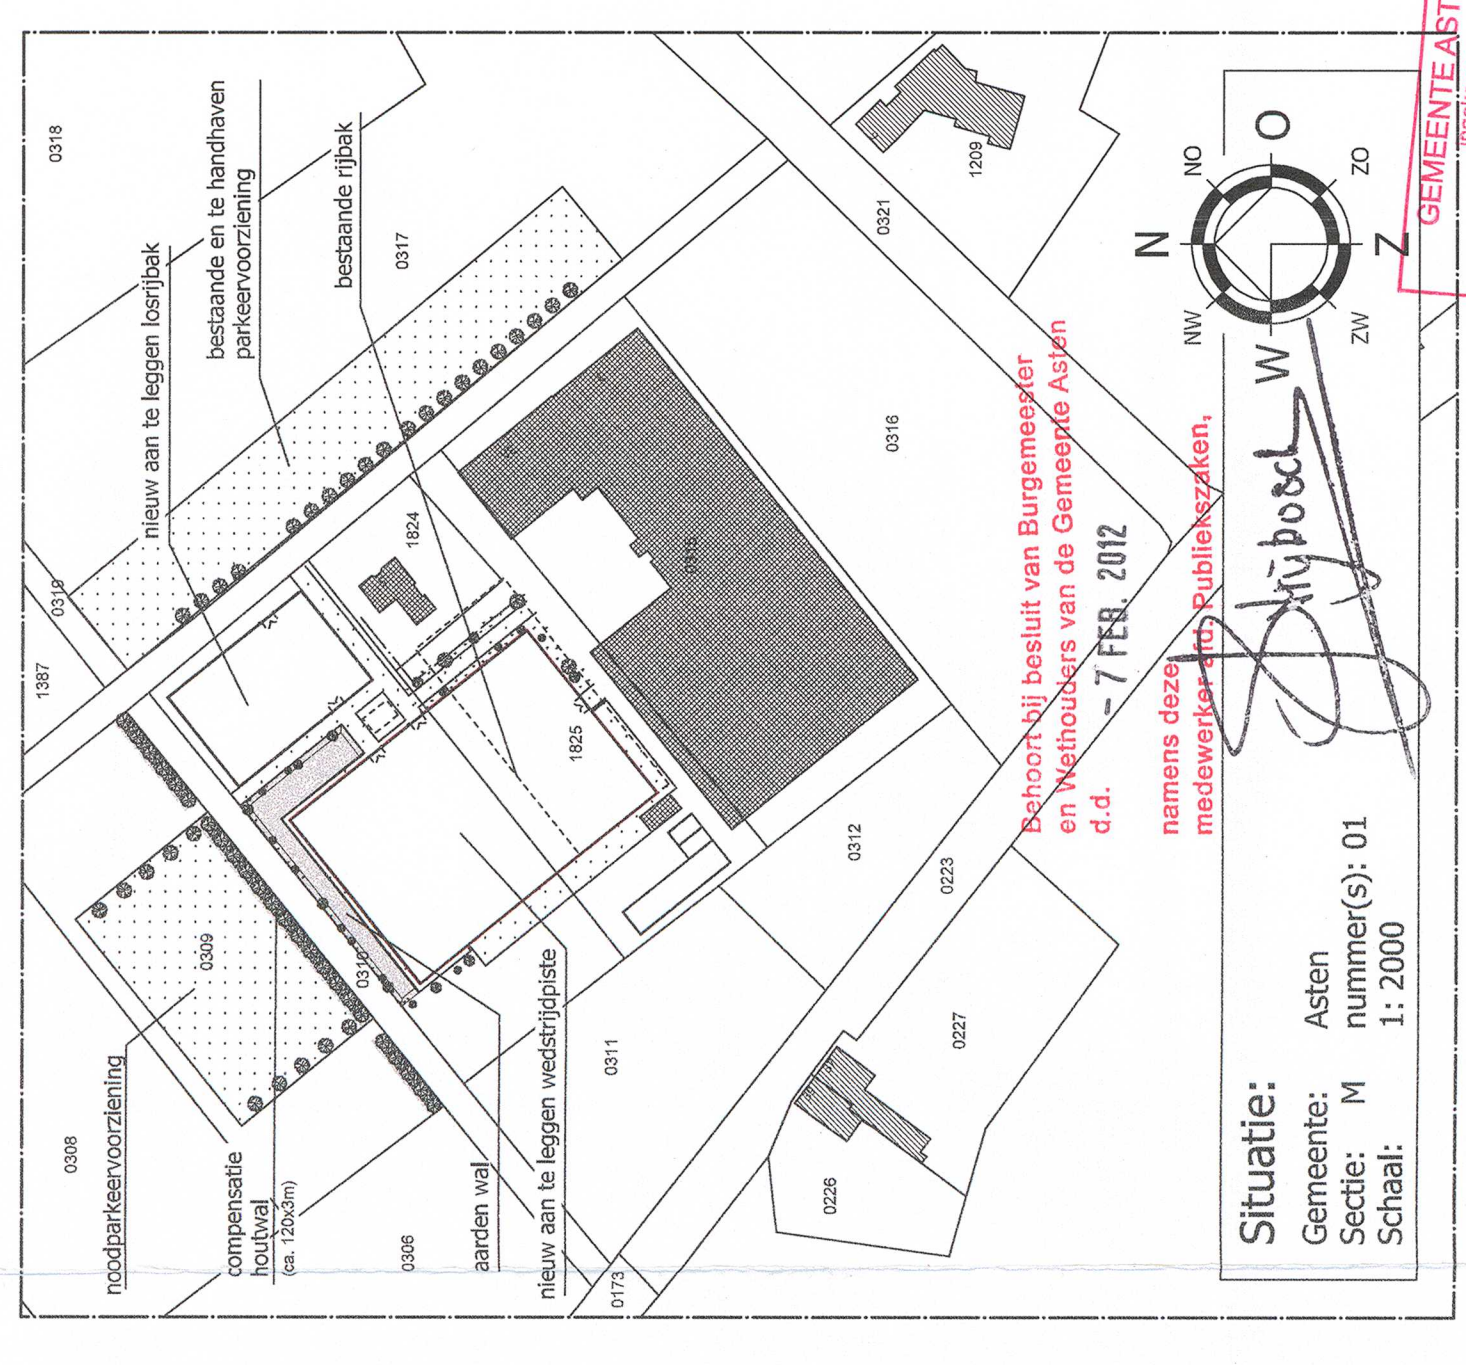 0318
bestaande en te handhaven
parkeervoorziening
bestaande rijbak
nieuw aan te leggen losrijbak
0317
0319
1387
1824
1825
0315
0316
0321
1209
0309
0310
0308
noodparkeervoorziening
compensatie
houtwal
(ca. 120x3m)
0306
aarden wal
nieuw aan te leggen wedstrijdpiste
0311
0312
0223
0227
0226
0173
Behoort bij besluit van Burgemeester
en Wethouders van de Gemeente Asten
d.d. - 7 FEB. 2012
namens deze
medewerker afd. Publiekszaken,
N
NO
O
ZO
Z
ZW
W
NW
GEMEENTE AST
Situatie:
Gemeente: Asten
Sectie: M nummer(s): 01
Schaal: 1: 2000